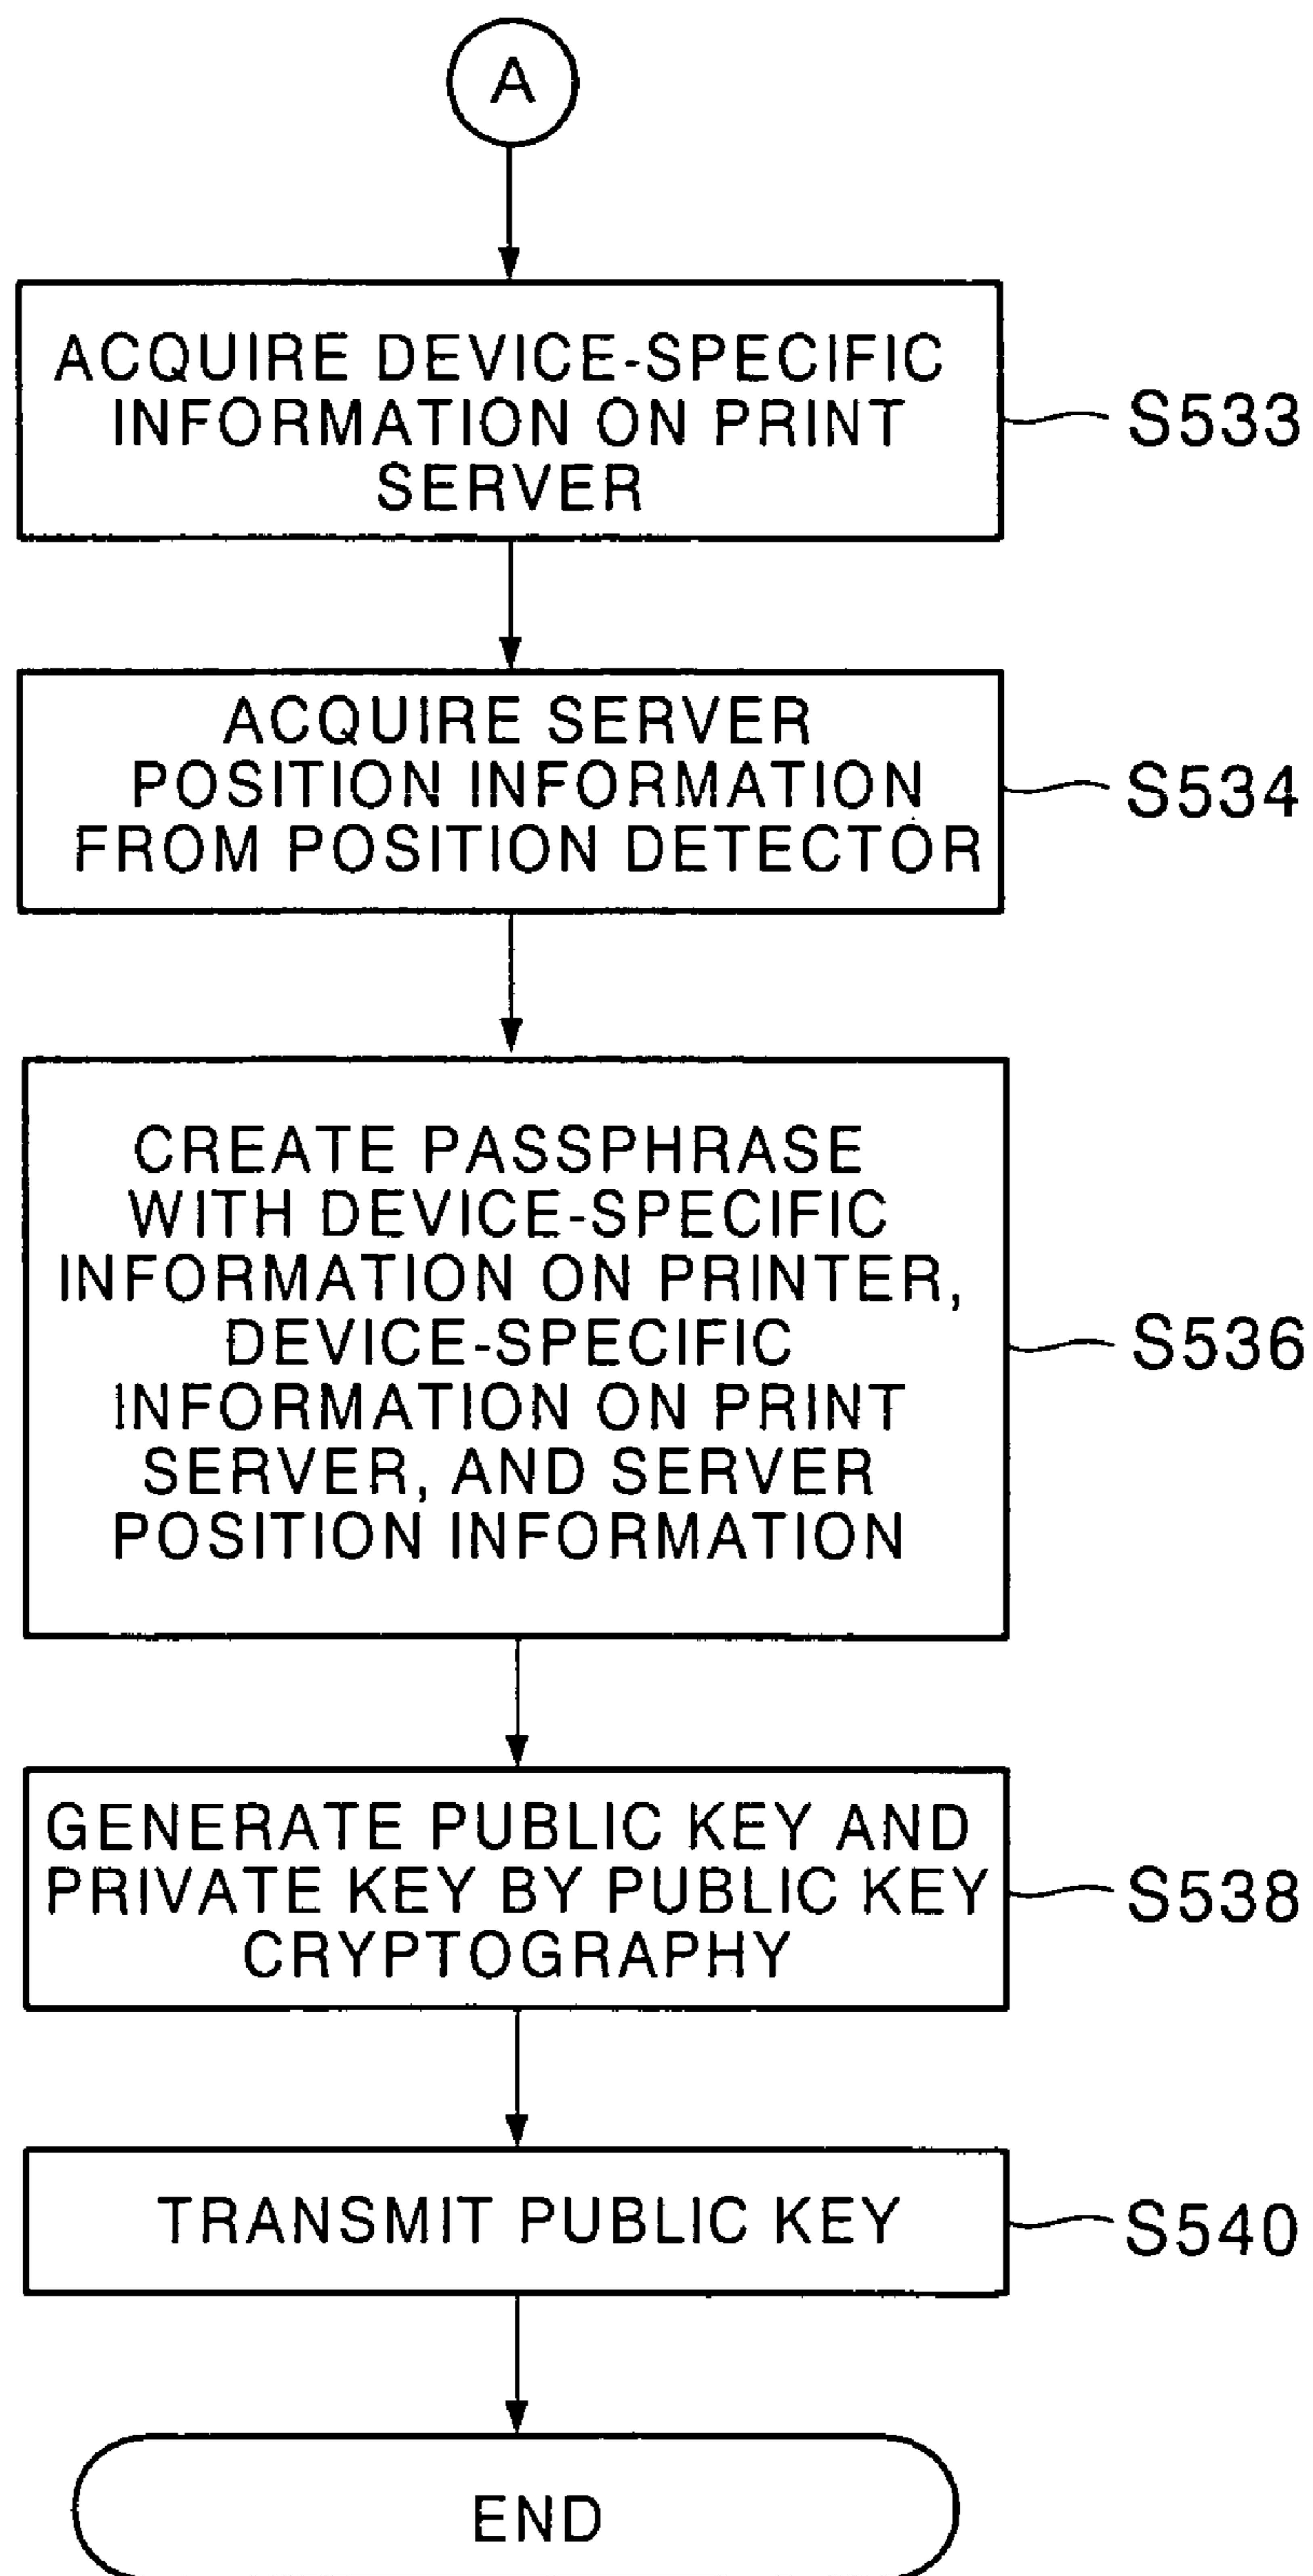 A
ACQUIRE DEVICE-SPECIFIC
INFORMATION ON PRINT
SERVER
S533
ACQUIRE SERVER
POSITION INFORMATION
FROM POSITION DETECTOR
S534
CREATE PASSPHRASE
WITH DEVICE-SPECIFIC
INFORMATION ON PRINTER,
DEVICE-SPECIFIC
INFORMATION ON PRINT
SERVER, AND SERVER
POSITION INFORMATION
S536
GENERATE PUBLIC KEY AND
PRIVATE KEY BY PUBLIC KEY
CRYPTOGRAPHY
S538
TRANSMIT PUBLIC KEY
S540
END